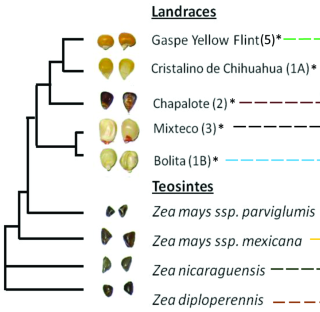 Landraces
Gaspe Yellow Flint(5)*
Cristalino de Chihuahua (1A)*
Chapalote (2)*
Mixteco (3)*
Bolita (1B)*
Teosintes
Zea mays ssp. parviglumis
Zea mays ssp. mexicana
Zea nicaraguensis
Zea diploperennis